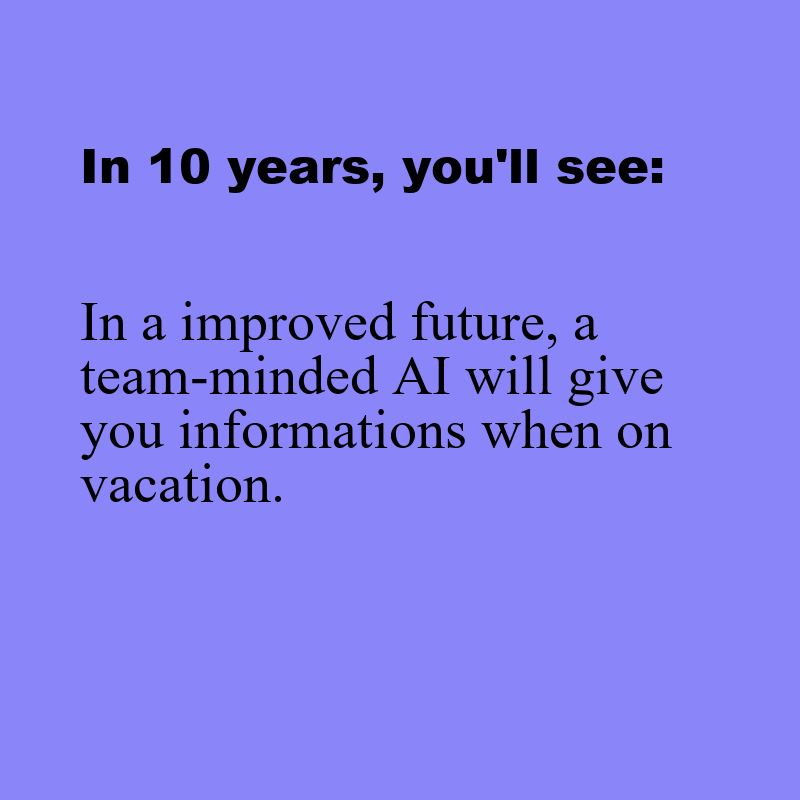 In 10 years, you'll see:
In a improved future, a
team-minded AI will give
you informations when on
vacation.